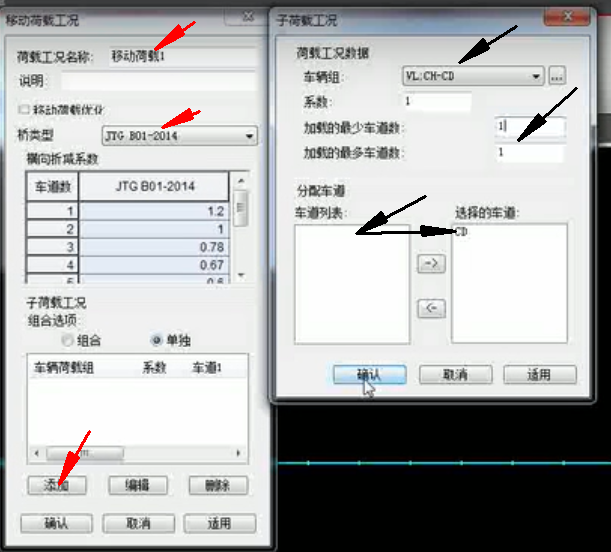 移动荷载工况
荷载工况名称: 移动荷载1
说明:
移动荷载优化
桥类型 JTG B01-2014
横向折减系数
车道数 JTG B01-2014
1 1.2
2 1
3 0.78
4 0.67
5 0.6
子荷载工况
组合选项:
组合 单独
车辆荷载组 系数 车道1
添加 编辑 删除
确认 取消 适用
子荷载工况
荷载工况数据
车辆组: VL:CH-CD ...
系数: 1
加载的最少车道数: 1
加载的最多车道数: 1
分配车道
车道列表: 选择的车道:
CD
->
<-
确认 取消 适用